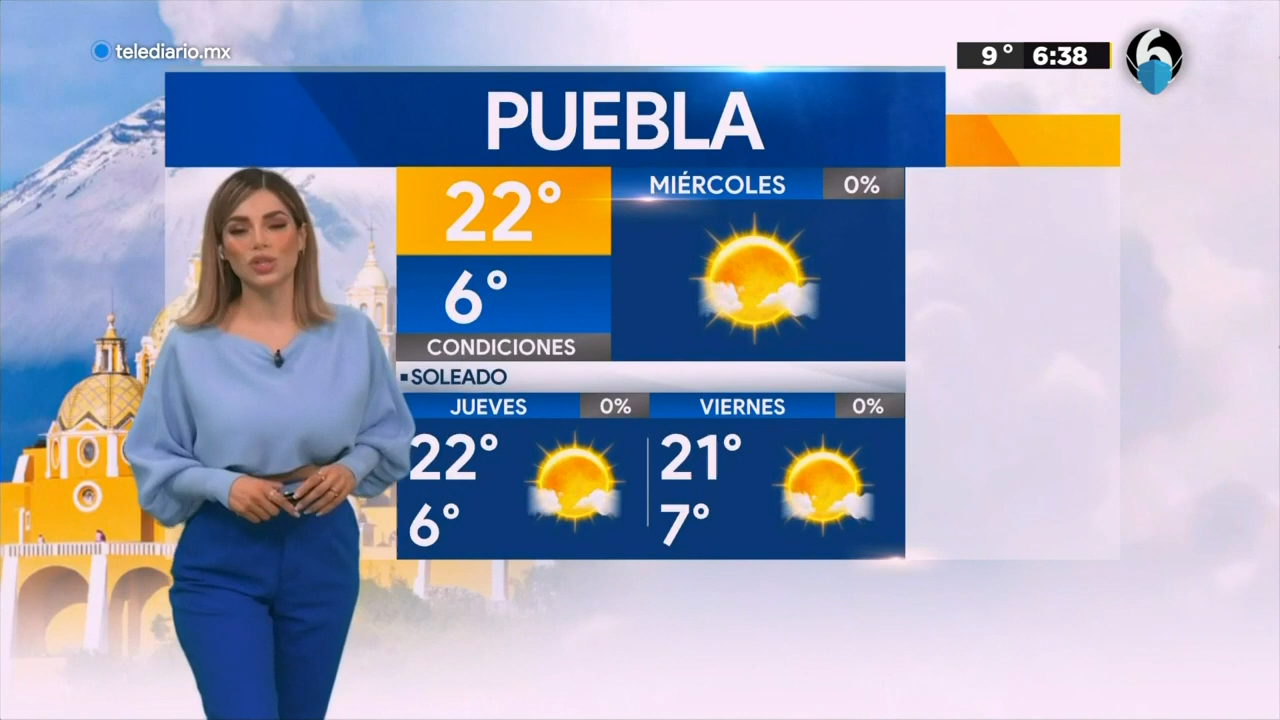 telediario.mx
9° 6:38
6
PUEBLA
22°
6°
CONDICIONES
MIÉRCOLES 0%
▪SOLEADO
JUEVES 0%
22°
6°
VIERNES 0%
21°
7°